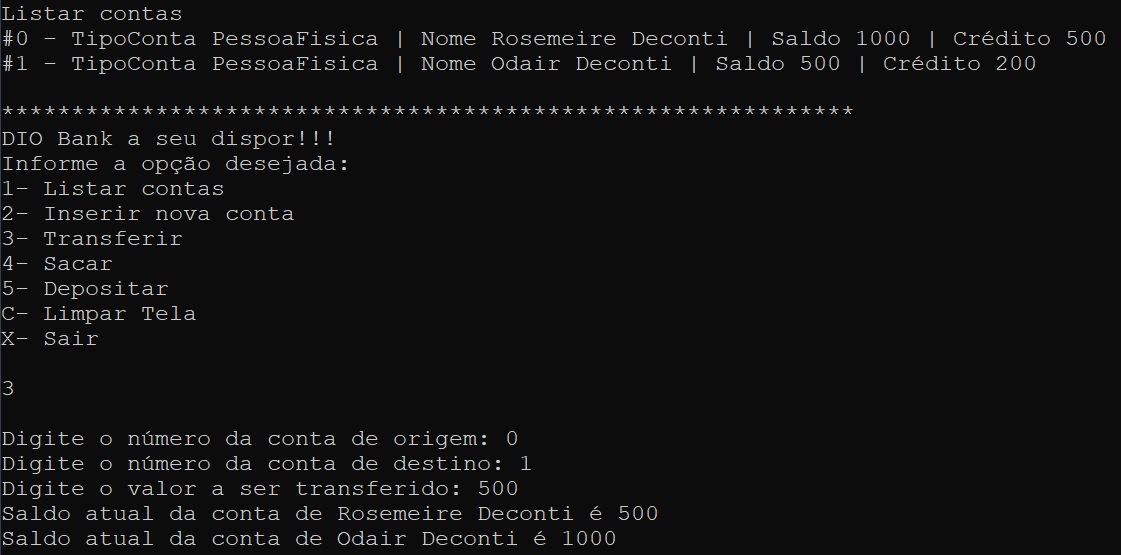 Listar contas
#0 - TipoConta PessoaFisica | Nome Rosemeire Deconti | Saldo 1000 | Crédito 500
#1 - TipoConta PessoaFisica | Nome Odair Deconti | Saldo 500 | Crédito 200
*************************************************************
DIO Bank a seu dispor!!!
Informe a opção desejada:
1- Listar contas
2- Inserir nova conta
3- Transferir
4- Sacar
5- Depositar
C- Limpar Tela
X- Sair
3
Digite o número da conta de origem: 0
Digite o número da conta de destino: 1
Digite o valor a ser transferido: 500
Saldo atual da conta de Rosemeire Deconti é 500
Saldo atual da conta de Odair Deconti é 1000